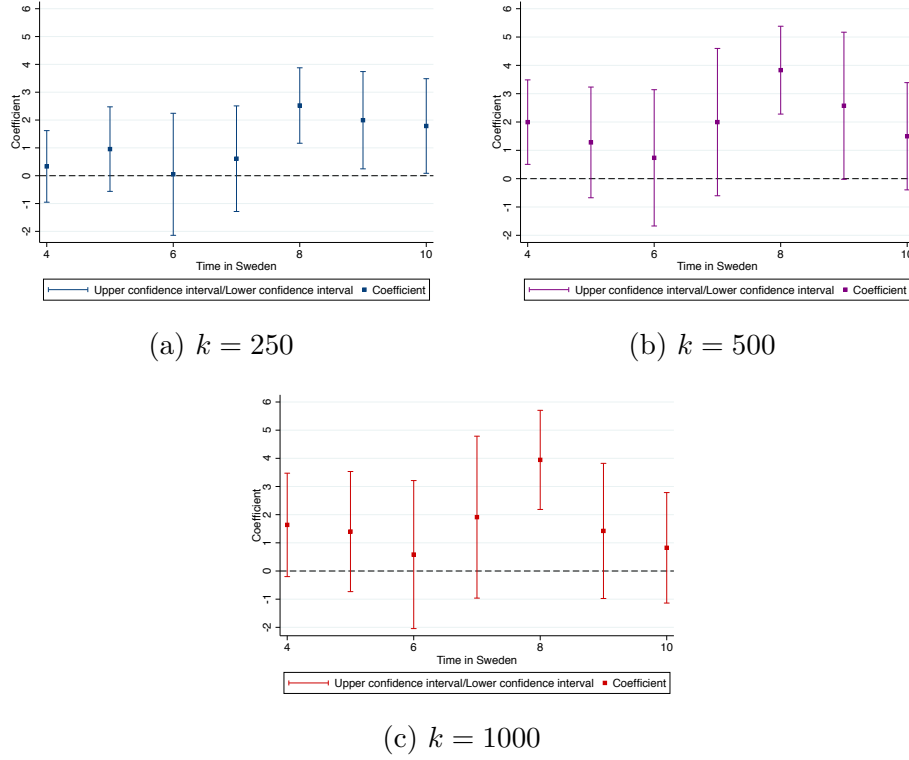 6
5
4
3
2
1
0
-1
-2
Coefficient
4 6 8 10
Time in Sweden
Upper confidence interval/Lower confidence interval Coefficient
(a) k = 250
6
5
4
3
2
1
0
-1
-2
Coefficient
4 6 8 10
Time in Sweden
Upper confidence interval/Lower confidence interval Coefficient
(b) k = 500
6
5
4
3
2
1
0
-1
-2
Coefficient
4 6 8 10
Time in Sweden
Upper confidence interval/Lower confidence interval Coefficient
(c) k = 1000